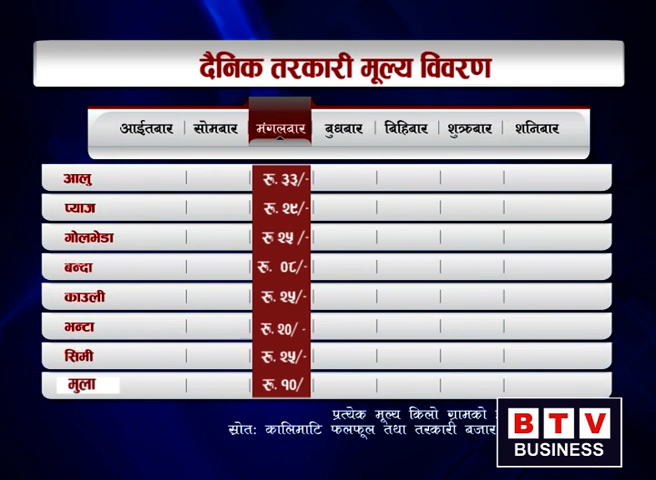 दैनिक तरकारी मूल्य विवरण
आईतबार सोमबार मंगलबार बुधबार बिहिबार शुक्रबार शनिबार
आलु रू. ३३/-
प्याज रू. २९/-
गोलभेडा रू २५ /-
बन्दा रू. ०८/-
काउली रू. २५/-
भन्टा रू. २०/ -
सिमी रू. २५/-
मुला रू. १०/
प्रत्येक मूल्य किलो ग्रामको
स्रोतः कालिमाटि फलफूल तथा तरकारी बजार
BTV
BUSINESS